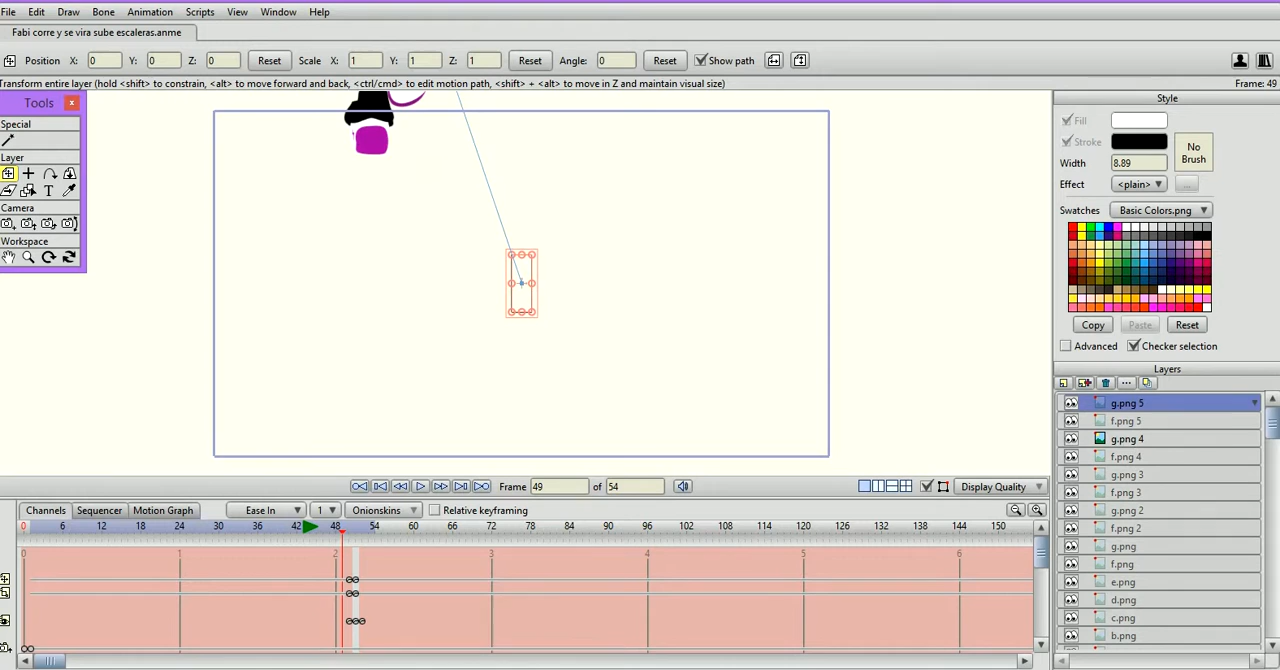 File Edit Draw Bone Animation Scripts View Window Help
Fabi corre y se vira sube escaleras.anme
Position X: 0 Y: 0 Z: 0 Reset Scale X: 1 Y: 1 Z: 1 Reset Angle: 0 Reset Show path
Transform entire layer (hold <shift> to constrain, <alt> to move forward and back, <ctrl/cmd> to edit motion path, <shift> + <alt> to move in Z and maintain visual size)
Frame: 49
Tools x
Special
Layer
T
Camera
Workspace
Style
Fill
Stroke
No Brush
Width 8.89
Effect <plain> ...
Swatches Basic Colors.png
Copy Paste Reset
Advanced Checker selection
Layers
g.png 5
f.png 5
g.png 4
f.png 4
g.png 3
f.png 3
g.png 2
f.png 2
g.png
f.png
e.png
d.png
c.png
b.png
Frame 49 of 54 Display Quality
Channels Sequencer Motion Graph Ease In 1 Onionskin Relative keyframing
0 6 12 18 24 30 36 42 48 54 60 66 72 78 84 90 96 102 108 114 120 126 132 138 144 150
0 1 2 3 4 5 6